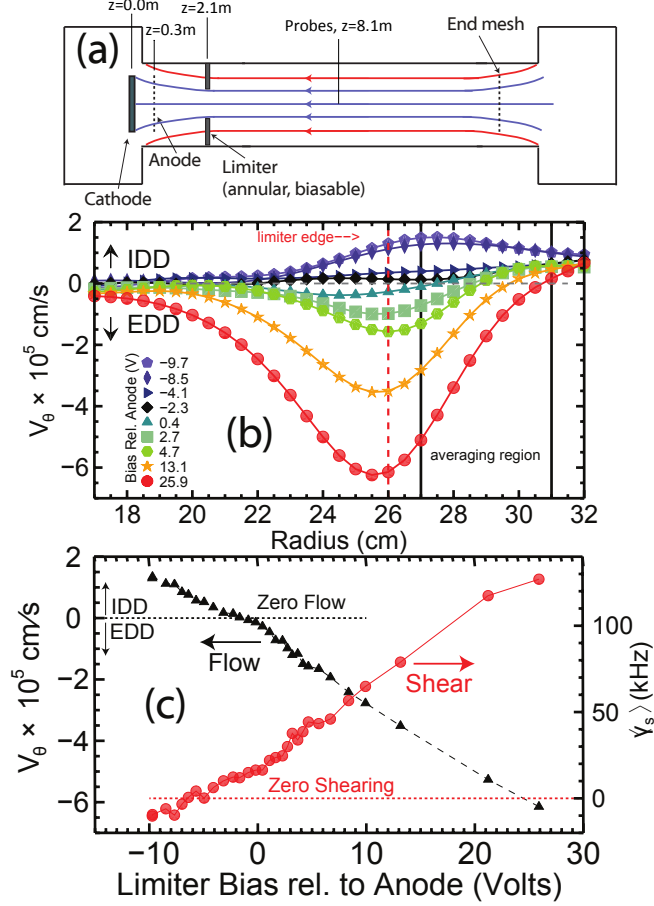 z=0.0m
z=2.1m
z=0.3m
Probes, z=8.1m
End mesh
(a)
Anode
Limiter
(annular, biasable)
Cathode
2
1
0
-2
-4
-6
V_θ × 10^5 cm/s
limiter edge-->
IDD
EDD
Bias Rel. Anode (V)
−9.7
−8.5
−4.1
−2.3
0.4
2.7
4.7
13.1
25.9
(b)
averaging region
18 20 22 24 26 28 30 32
Radius (cm)
2
0
−2
−4
−6
V_θ × 10^5 cm/s
IDD
EDD
Zero Flow
Flow
Shear
(c)
Zero Shearing
100
50
0
γ_s⟩ (kHz)
−10 0 10 20 30
Limiter Bias rel. to Anode (Volts)